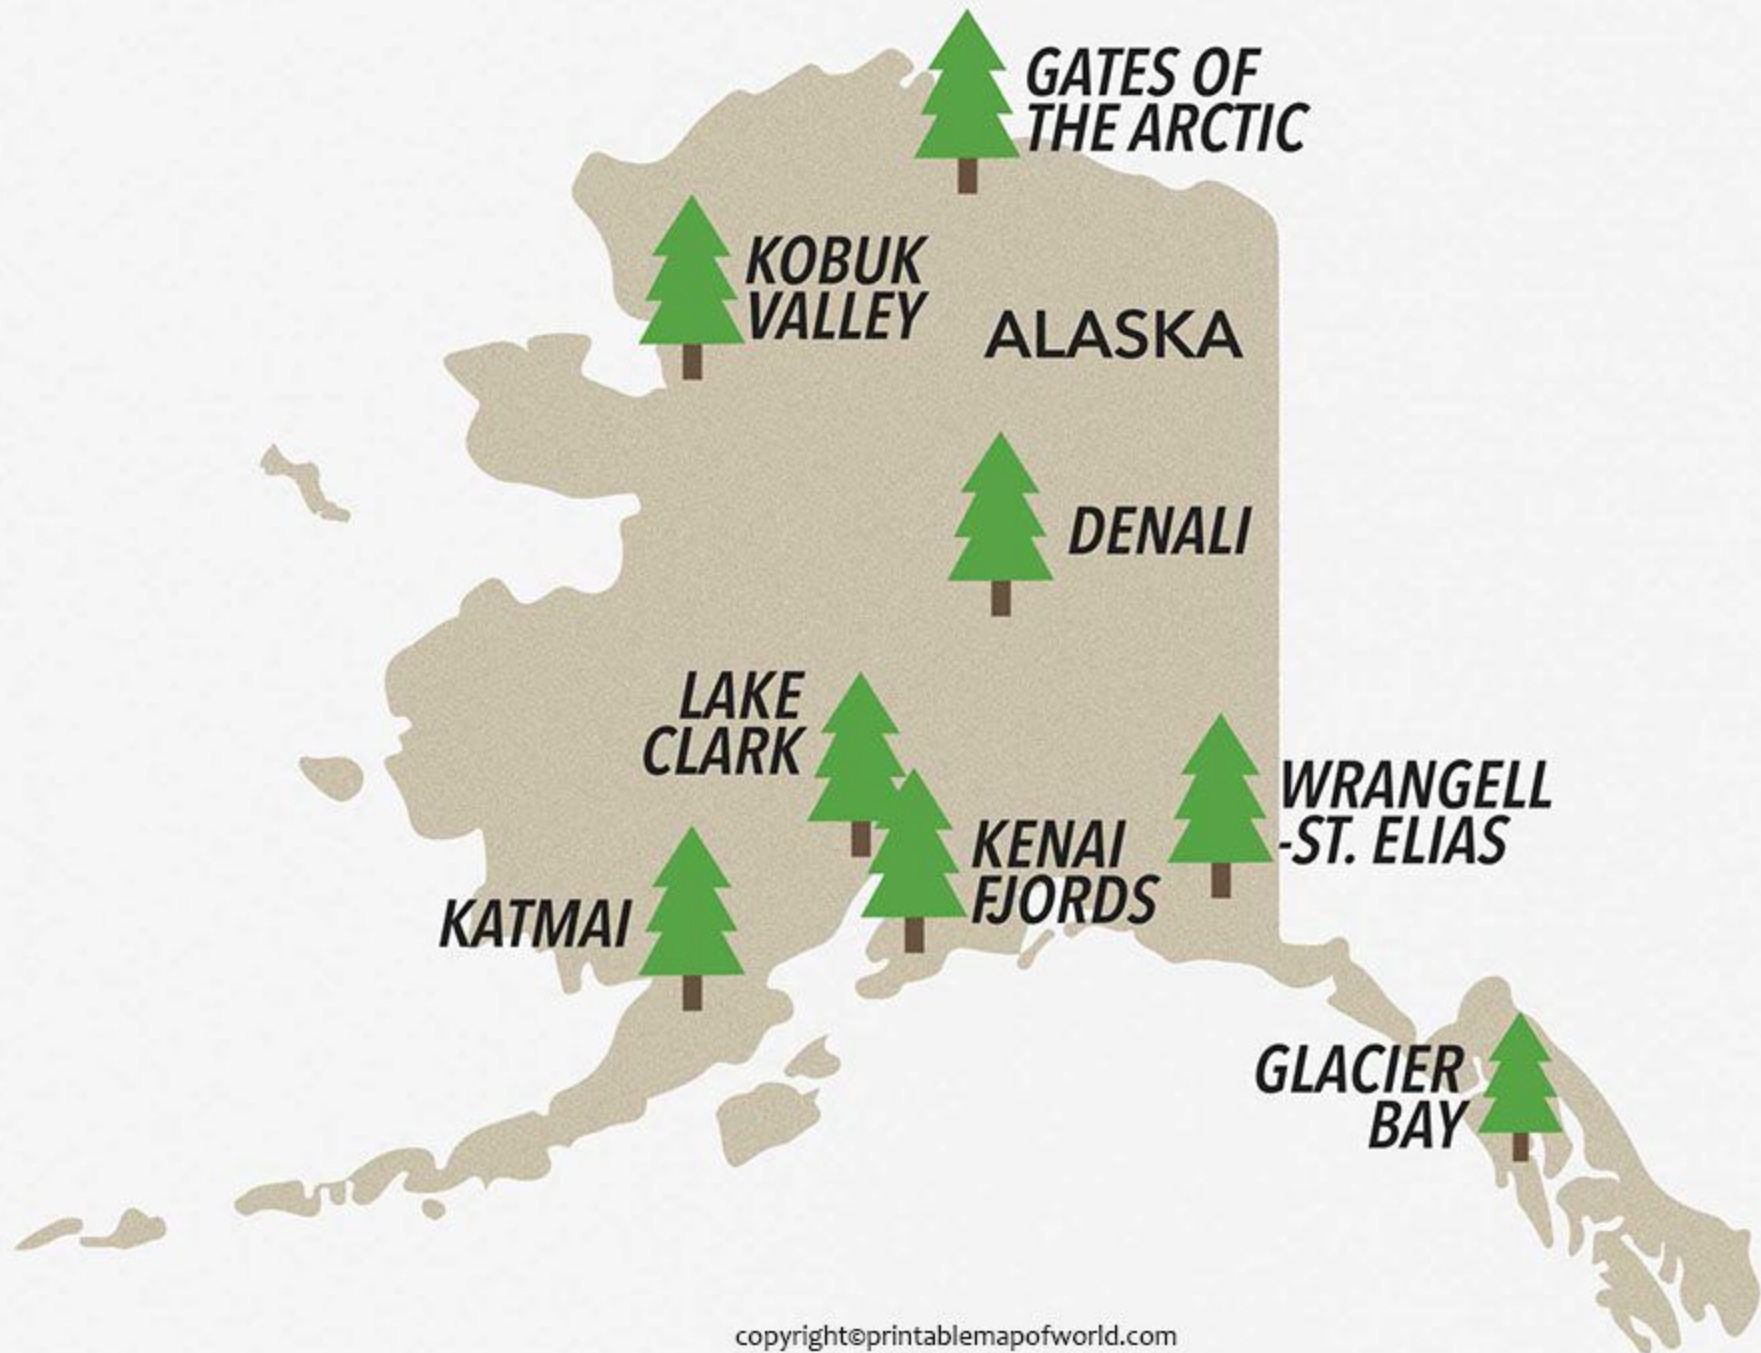 GATES OF
THE ARCTIC
KOBUK
VALLEY
ALASKA
DENALI
LAKE
CLARK
WRANGELL
-ST. ELIAS
KENAI
FJORDS
KATMAI
GLACIER
BAY
copyright©printablemapofworld.com